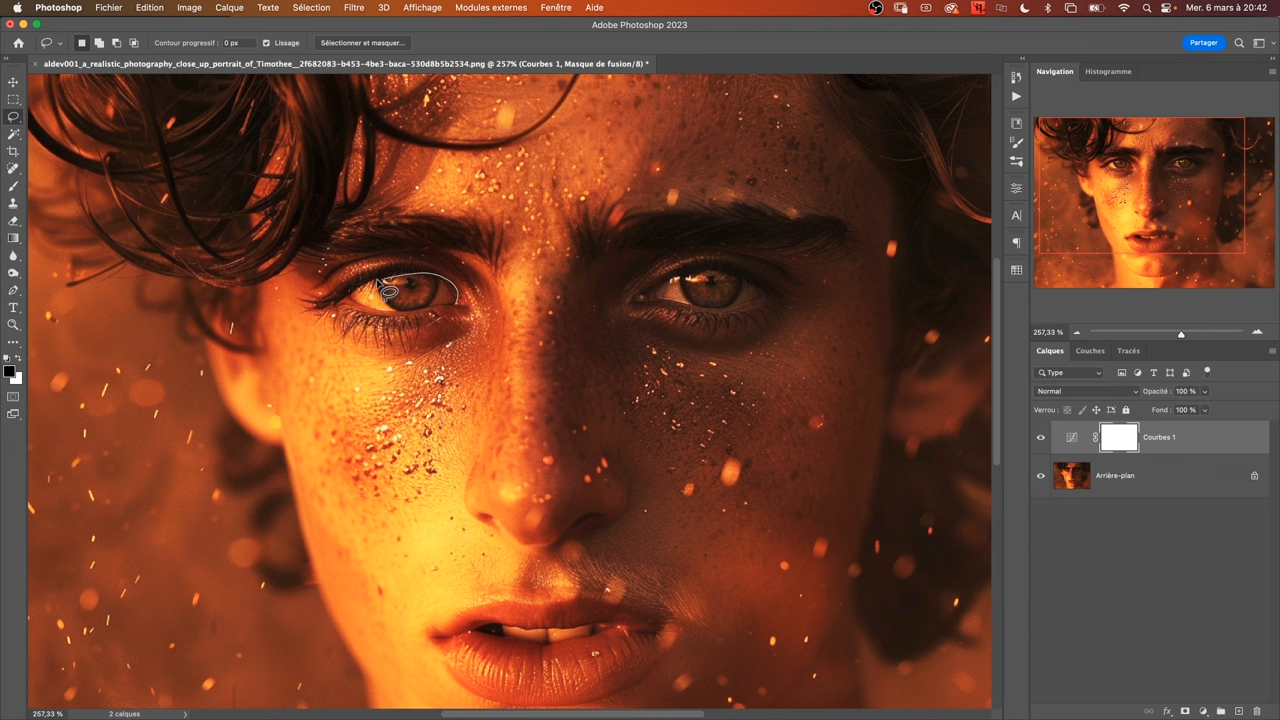 Photoshop Fichier Edition Image Calque Texte Sélection Filtre 3D Affichage Modules externes Fenêtre Aide Mer. 6 mars à 20:42
Adobe Photoshop 2023
Contour progressif : 0 px Lissage Sélectionner et masquer... Partager
aldev001_a_realistic_photography_close_up_portrait_of_Timothee__2f682083-b453-4be3-baca-530d8b5b2534.png @ 257% (Courbes 1, Masque de fusion/8) *
Navigation Histogramme
257,33 %
Calques Couches Tracés
Type
Normal Opacité : 100 %
Verrou : Fond : 100 %
Courbes 1
Arrière-plan
257,33 % 2 calques